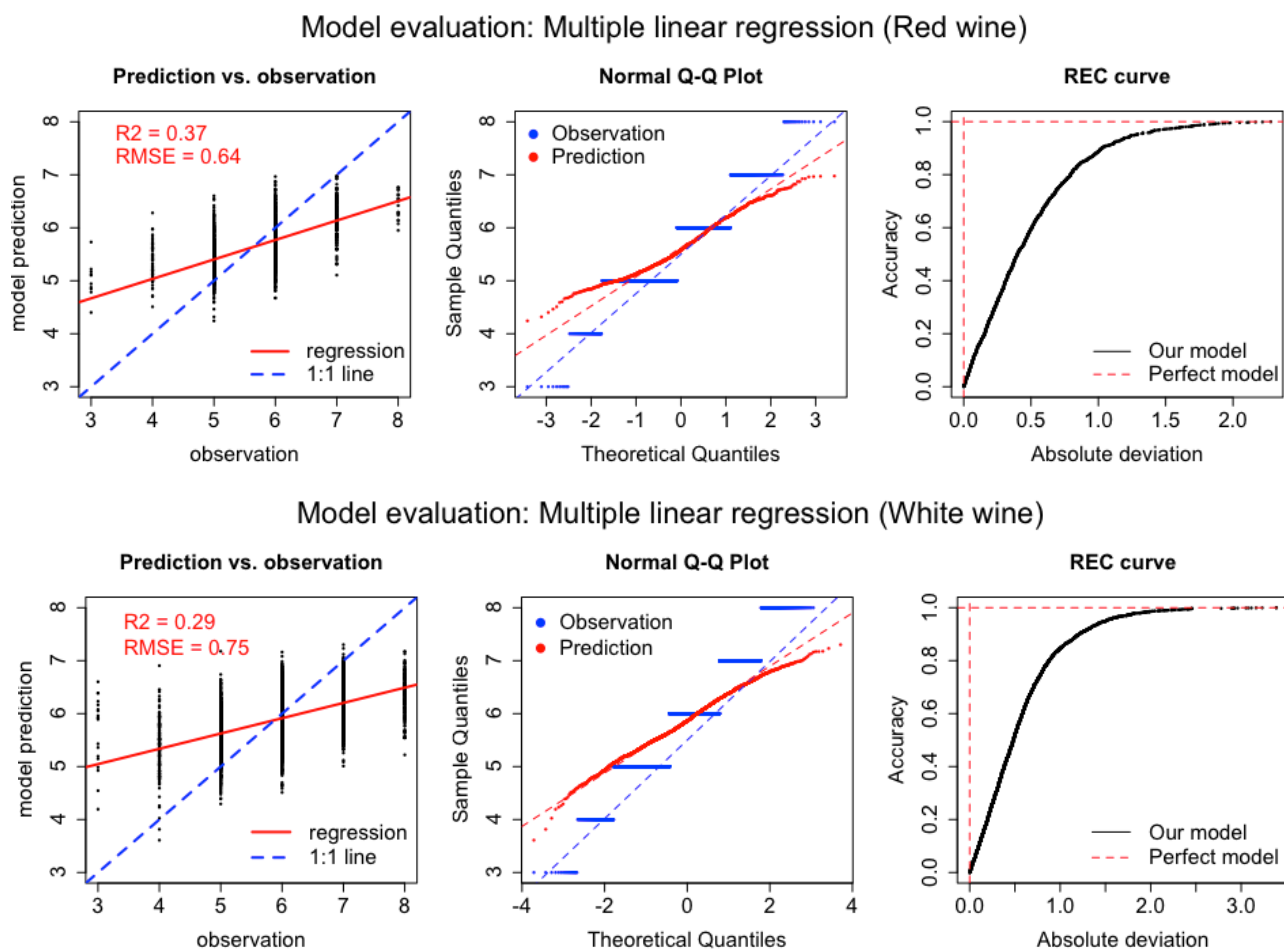 Model evaluation: Multiple linear regression (Red wine)
Prediction vs. observation
R2 = 0.37
RMSE = 0.64
8
7
6
5
4
3
model prediction
regression
1:1 line
3 4 5 6 7 8
observation
Normal Q-Q Plot
Observation
Prediction
8
7
6
5
4
3
Sample Quantiles
-3 -2 -1 0 1 2 3
Theoretical Quantiles
REC curve
1.0
0.8
0.6
0.4
0.2
0.0
Accuracy
Our model
Perfect model
0.0 0.5 1.0 1.5 2.0
Absolute deviation
Model evaluation: Multiple linear regression (White wine)
Prediction vs. observation
R2 = 0.29
RMSE = 0.75
8
7
6
5
4
3
model prediction
regression
1:1 line
3 4 5 6 7 8
observation
Normal Q-Q Plot
Observation
Prediction
8
7
6
5
4
3
Sample Quantiles
-4 -2 0 2 4
Theoretical Quantiles
REC curve
1.0
0.8
0.6
0.4
0.2
0.0
Accuracy
Our model
Perfect model
0.0 1.0 2.0 3.0
Absolute deviation